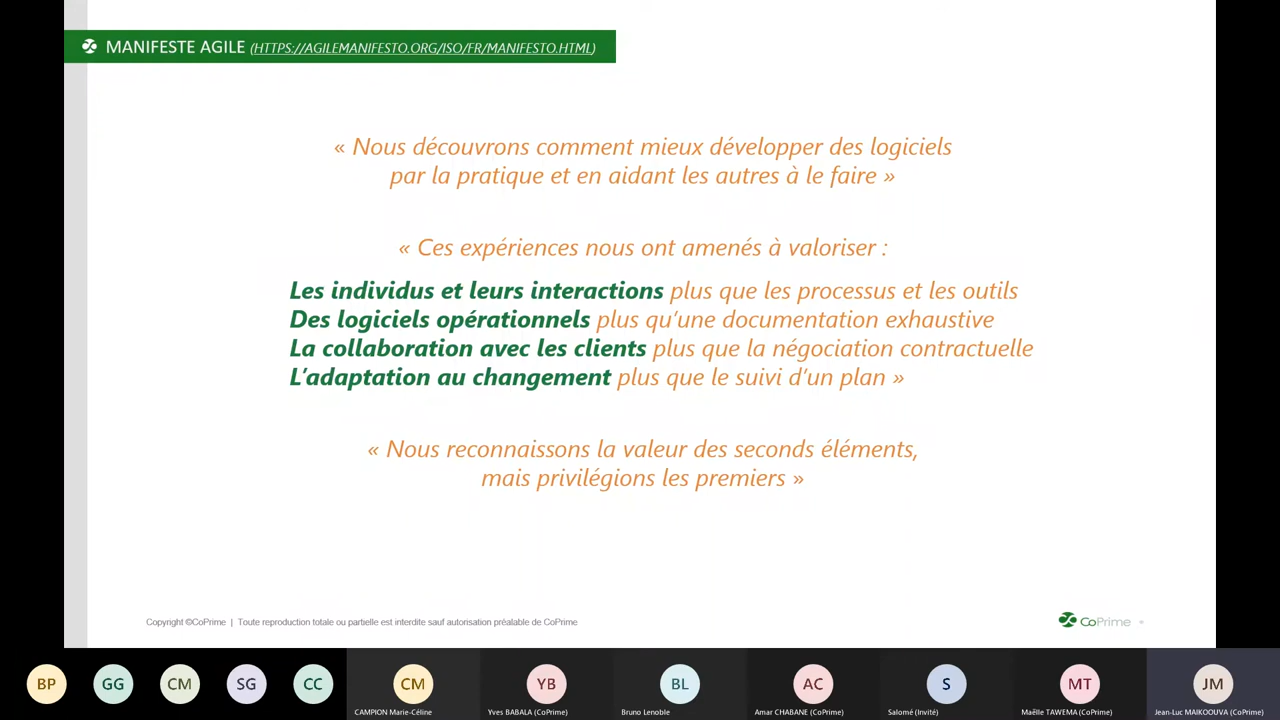 MANIFESTE AGILE (HTTPS://AGILEMANIFESTO.ORG/ISO/FR/MANIFESTO.HTML)
« Nous découvrons comment mieux développer des logiciels
par la pratique et en aidant les autres à le faire »
« Ces expériences nous ont amenés à valoriser :
Les individus et leurs interactions plus que les processus et les outils
Des logiciels opérationnels plus qu’une documentation exhaustive
La collaboration avec les clients plus que la négociation contractuelle
L’adaptation au changement plus que le suivi d’un plan »
« Nous reconnaissons la valeur des seconds éléments,
mais privilégions les premiers »
Copyright ©CoPrime | Toute reproduction totale ou partielle est interdite sauf autorisation préalable de CoPrime
CoPrime
BP GG CM SG CC CM YB BL AC S MT JM
CAMPION Marie-Céline Yves BABALA (CoPrime) Bruno Lenoble Amar CHABANE (CoPrime) Salomé (Invité) Maëlle TAWEMA (CoPrime) Jean-Luc MAIKOOUVA (CoPrime)